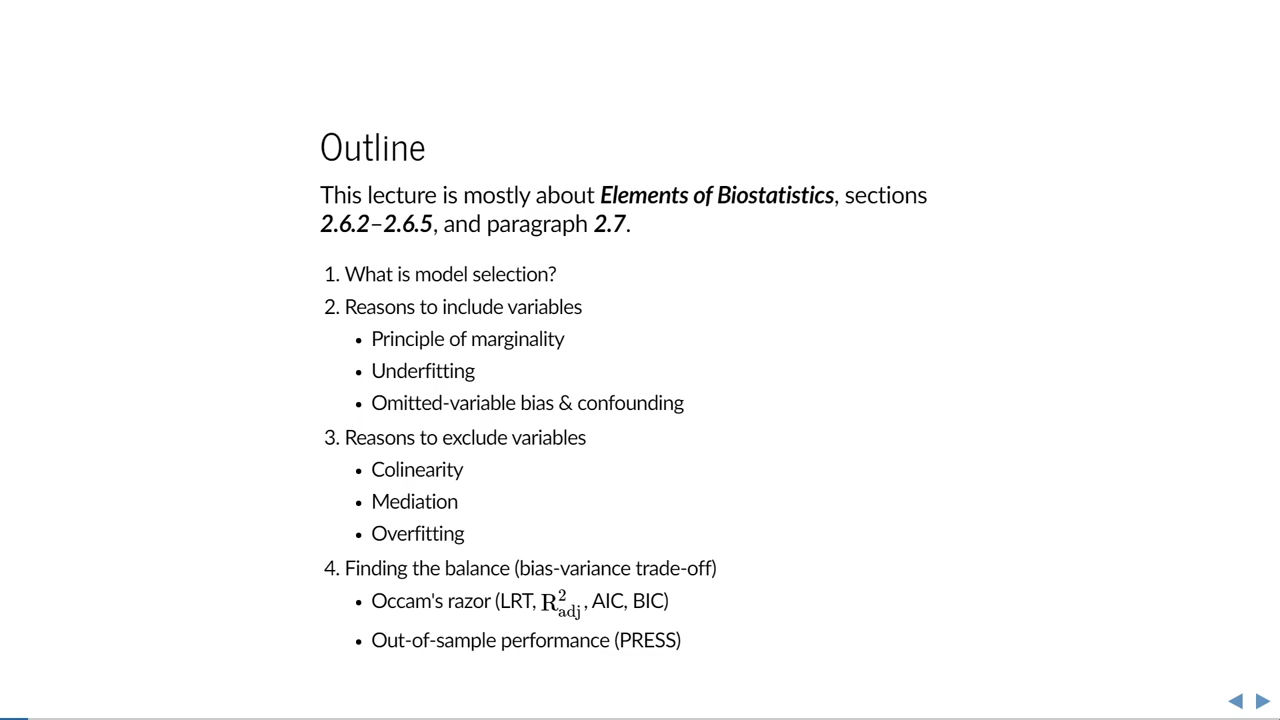 Outline
This lecture is mostly about Elements of Biostatistics, sections
2.6.2–2.6.5, and paragraph 2.7.
1. What is model selection?
2. Reasons to include variables
• Principle of marginality
• Underfitting
• Omitted-variable bias & confounding
3. Reasons to exclude variables
• Colinearity
• Mediation
• Overfitting
4. Finding the balance (bias-variance trade-off)
• Occam's razor (LRT, R²adj, AIC, BIC)
• Out-of-sample performance (PRESS)